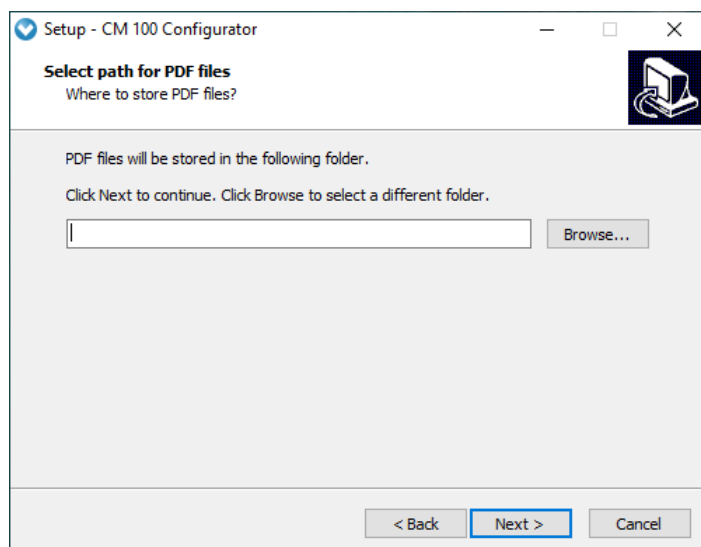 Setup - CM 100 Configurator
Select path for PDF files
Where to store PDF files?
PDF files will be stored in the following folder.
Click Next to continue. Click Browse to select a different folder.
Browse...
< Back
Next >
Cancel